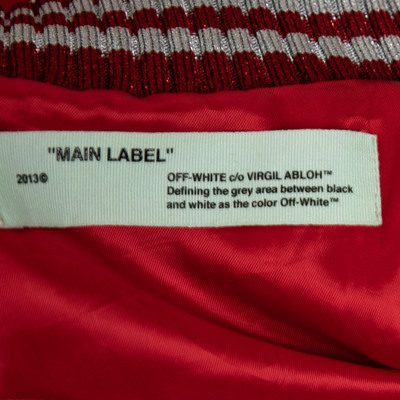 "MAIN LABEL"
2013© OFF-WHITE c/o VIRGIL ABLOH™
Defining the grey area between black
and white as the color Off-White™